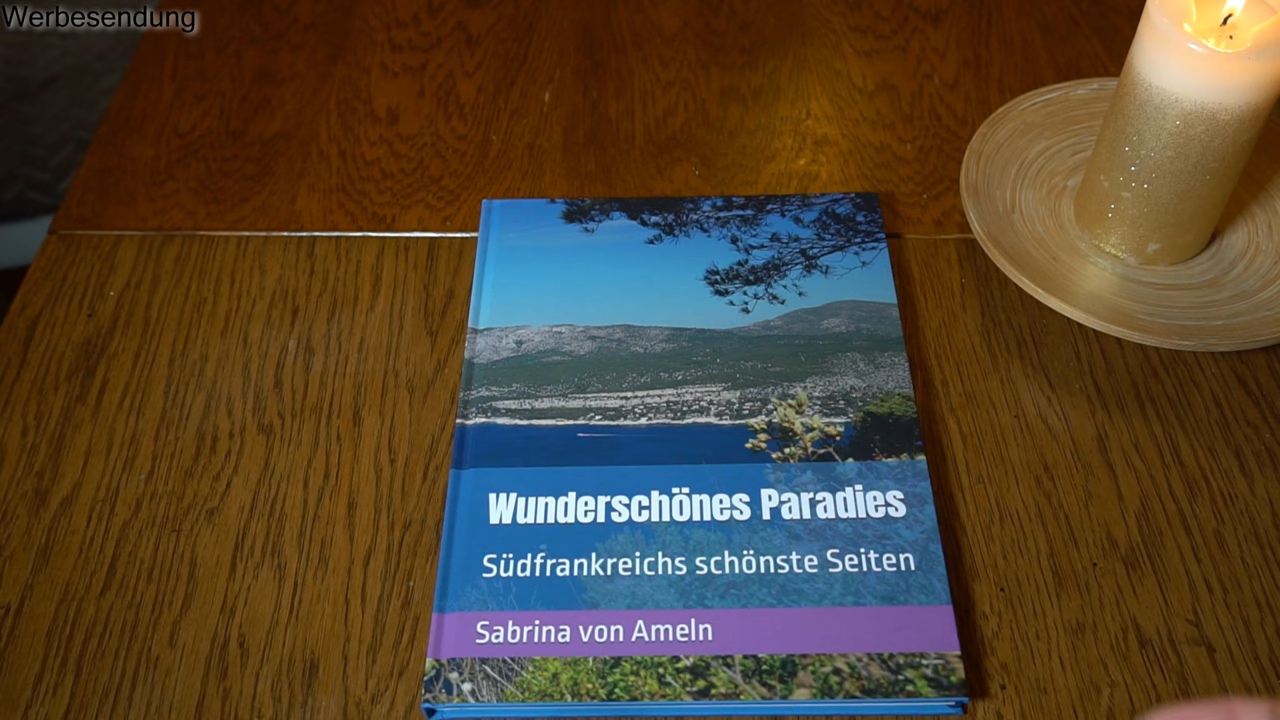 Werbesendung
Wunderschönes Paradies
Südfrankreichs schönste Seiten
Sabrina von Ameln